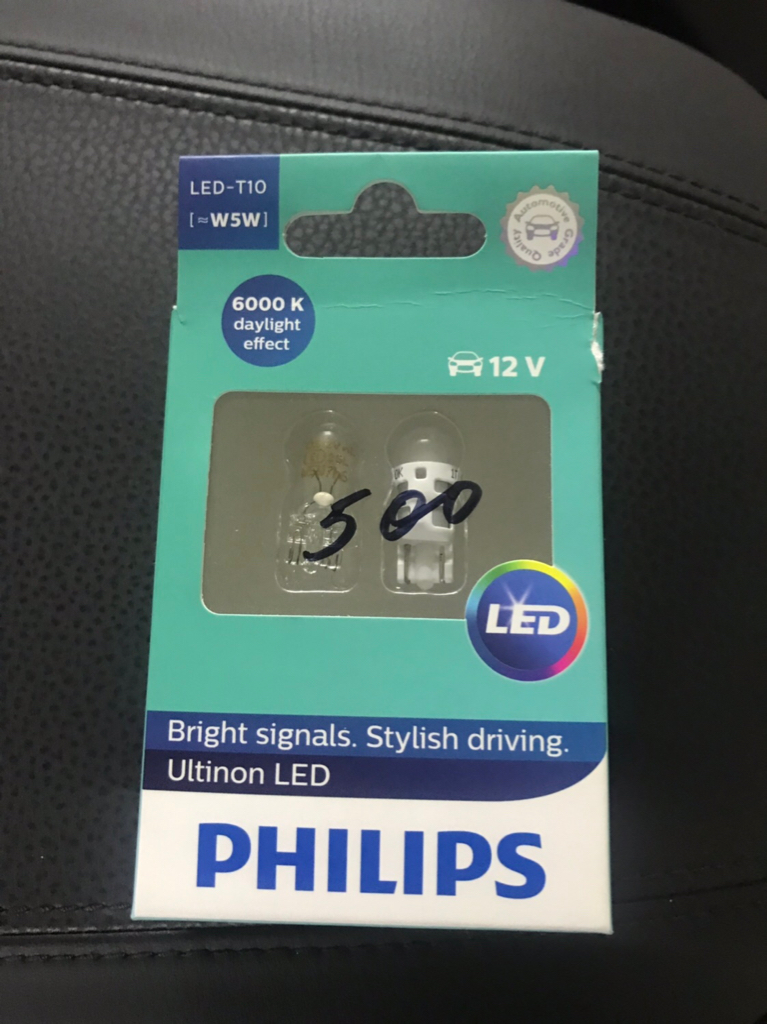 LED-T10
[≈W5W]
Automotive Grade Quality
6000 K
daylight
effect
12 V
500
LED
Bright signals. Stylish driving.
Ultinon LED
PHILIPS